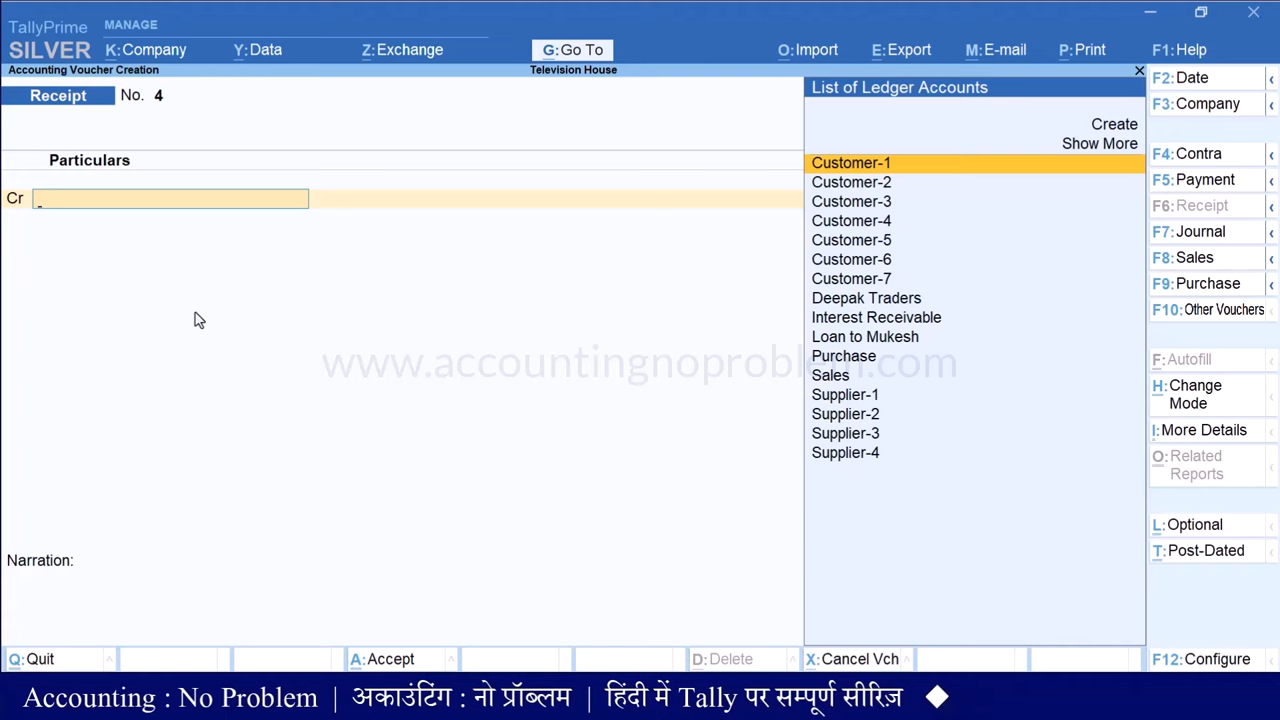 TallyPrime MANAGE
SILVER K:Company Y:Data Z:Exchange G:Go To O:Import E:Export M:E-mail P:Print F1:Help
Accounting Voucher Creation Television House
Receipt No. 4
Particulars
Cr
Narration:
List of Ledger Accounts
Create
Show More
Customer-1
Customer-2
Customer-3
Customer-4
Customer-5
Customer-6
Customer-7
Deepak Traders
Interest Receivable
Loan to Mukesh
Purchase
Sales
Supplier-1
Supplier-2
Supplier-3
Supplier-4
F2:Date
F3:Company
F4:Contra
F5:Payment
F6:Receipt
F7:Journal
F8:Sales
F9:Purchase
F10:Other Vouchers
F:Autofill
H:Change
Mode
I:More Details
O:Related
Reports
L:Optional
T:Post-Dated
www.accountingnoproblem.com
Q:Quit A:Accept D:Delete X:Cancel Vch F12:Configure
Accounting : No Problem | अकाउंटिंग : नो प्रॉब्लम | हिंदी में Tally पर सम्पूर्ण सीरिज़